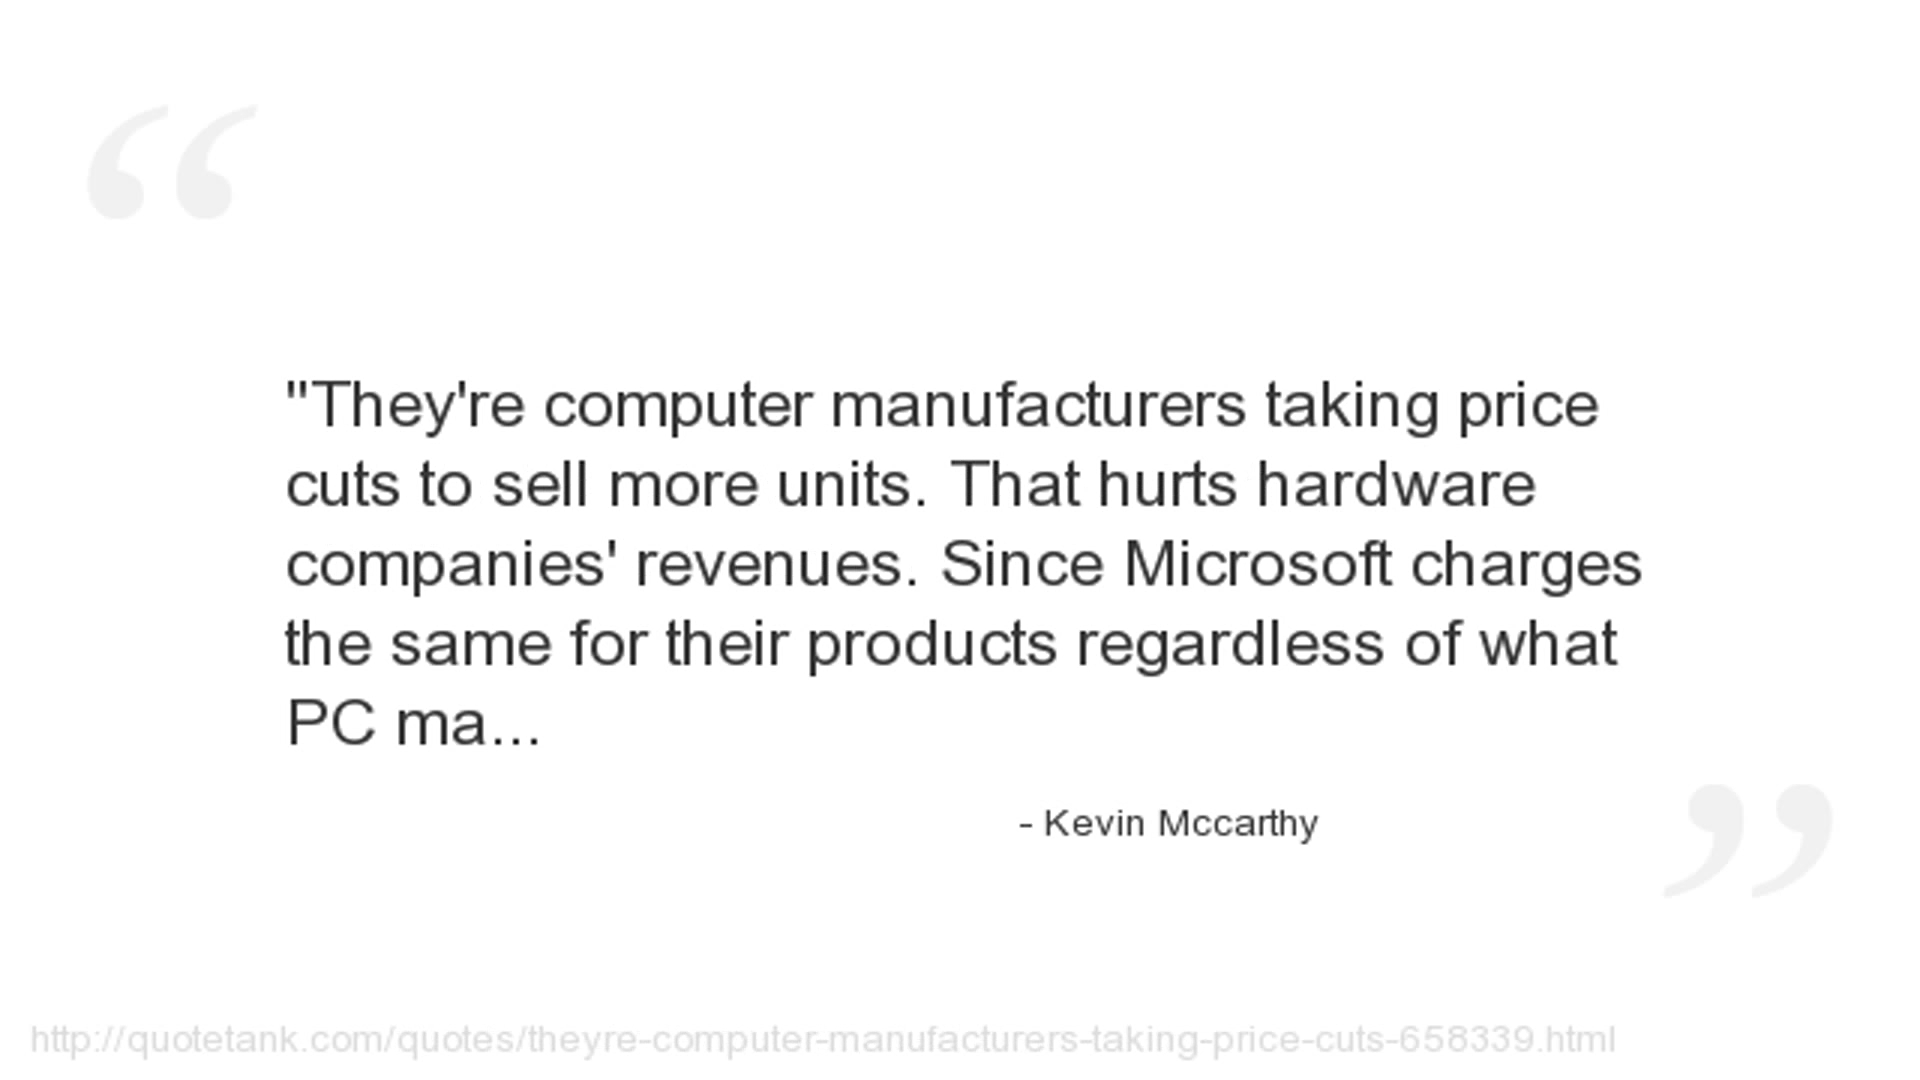 "They're computer manufacturers taking price
cuts to sell more units. That hurts hardware
companies' revenues. Since Microsoft charges
the same for their products regardless of what
PC ma...
- Kevin Mccarthy
http://quotetank.com/quotes/theyre-computer-manufacturers-taking-price-cuts-658339.html